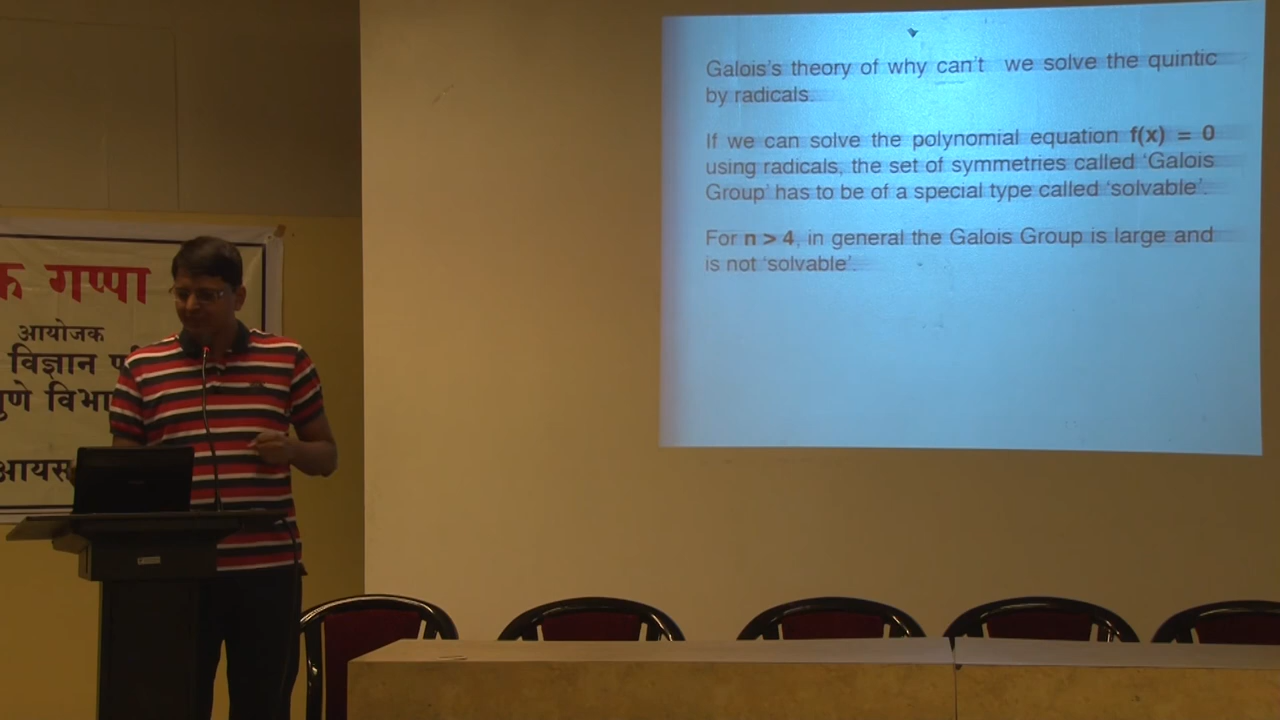 Galois's theory of why can't we solve the quintic
by radicals.
If we can solve the polynomial equation f(x) = 0
using radicals, the set of symmetries called 'Galois
Group' has to be of a special type called 'solvable'.
For n > 4, in general the Galois Group is large and
is not 'solvable'.
गप्पा
आयोजक
विज्ञान